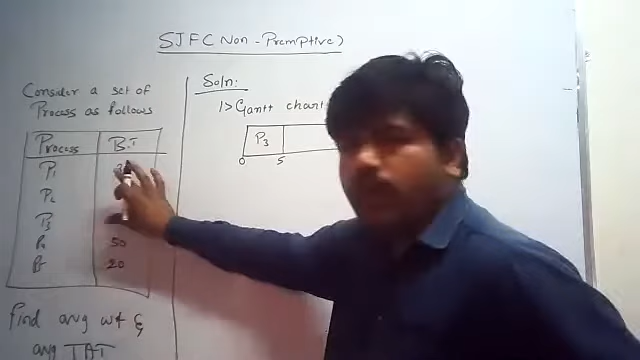 SJF (Non-Premptive)
Consider a set of
Process as follows
Process B.T
P1
P2
P3
P4 50
P5 20
Find avg wt &
avg TAT
Soln:
1> Gantt chart
P3
0 5